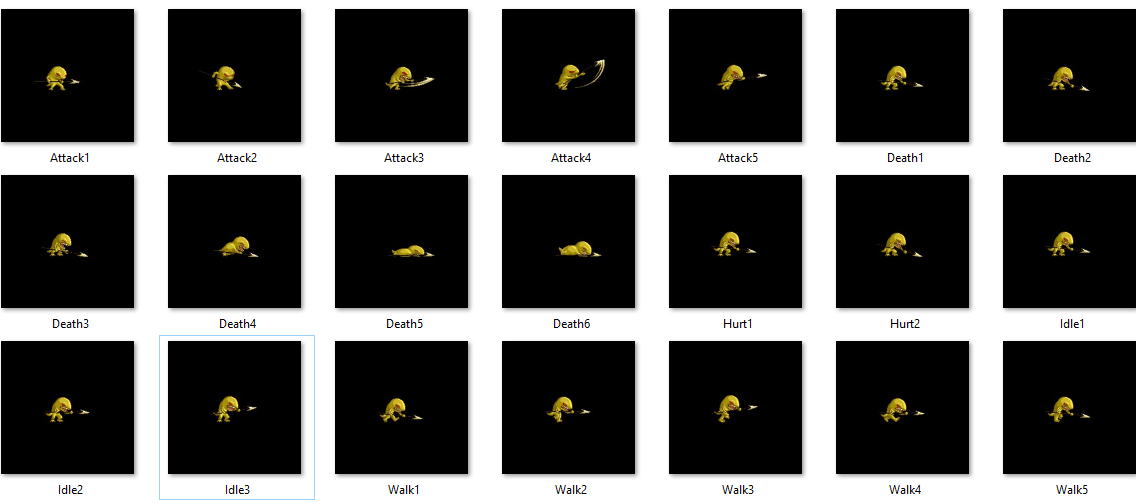 Attack1 Attack2 Attack3 Attack4 Attack5 Death1 Death2
Death3 Death4 Death5 Death6 Hurt1 Hurt2 Idle1
Idle2 Idle3 Walk1 Walk2 Walk3 Walk4 Walk5